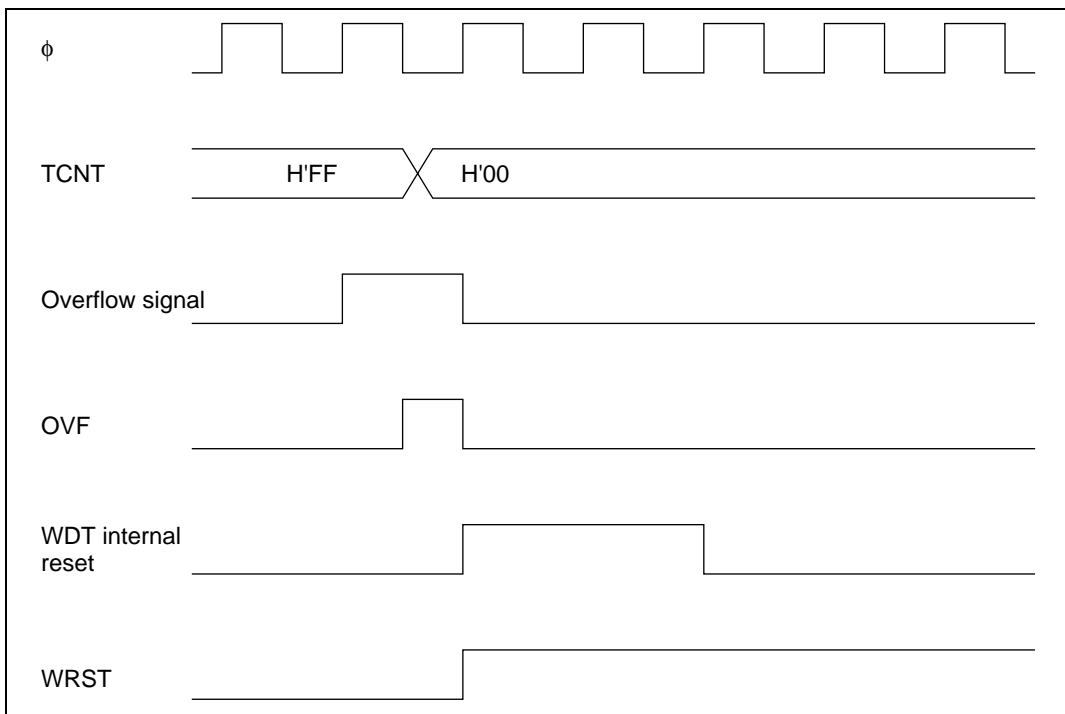 ϕ
TCNT
H'FF
H'00
Overflow signal
OVF
WDT internal
reset
WRST